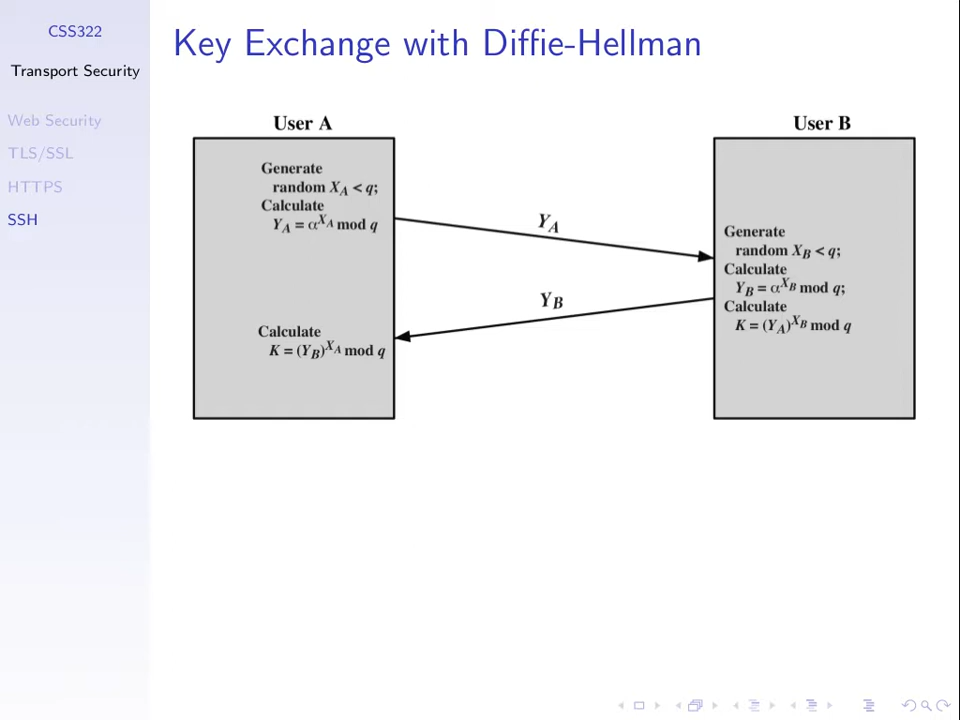 CSS322
Transport Security
Web Security
TLS/SSL
HTTPS
SSH
Key Exchange with Diffie-Hellman
User A
Generate
random X_A < q;
Calculate
Y_A = α^{X_A} mod q
Calculate
K = (Y_B)^{X_A} mod q
Y_A
Y_B
User B
Generate
random X_B < q;
Calculate
Y_B = α^{X_B} mod q;
Calculate
K = (Y_A)^{X_B} mod q